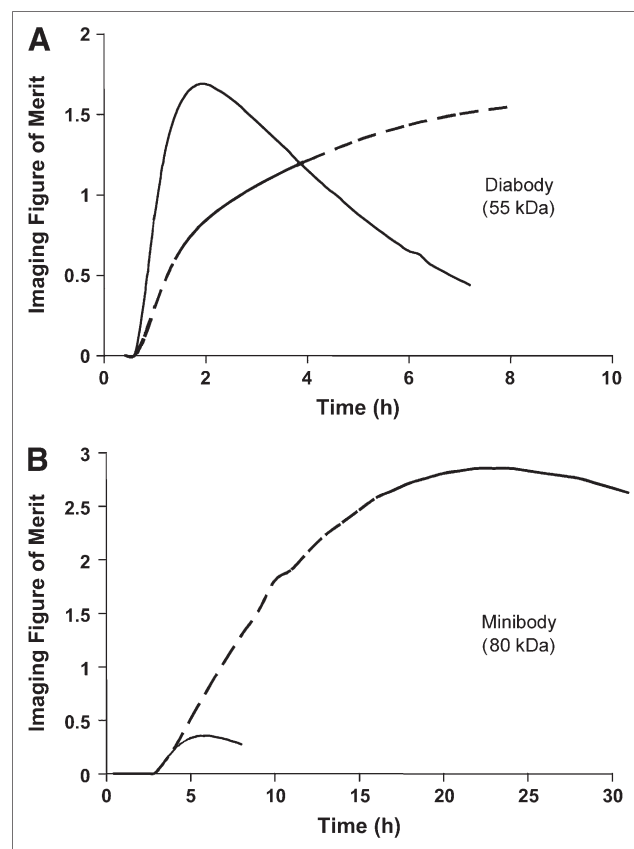 A
Imaging Figure of Merit
2
1.5
1
0.5
0
Diabody
(55 kDa)
0 2 4 6 8 10
Time (h)
B
Imaging Figure of Merit
3
2.5
2
1.5
1
0.5
0
Minibody
(80 kDa)
0 5 10 15 20 25 30
Time (h)